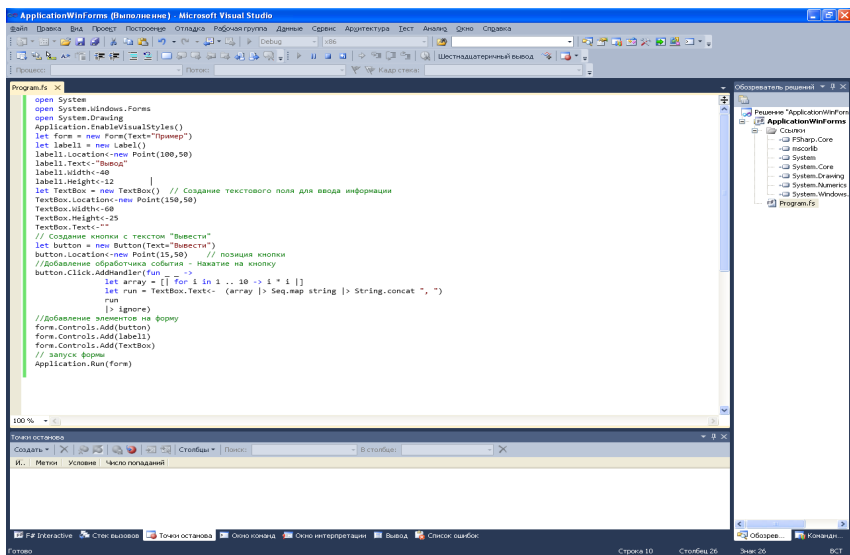 ApplicationWinForms (Выполнение) - Microsoft Visual Studio
Файл Правка Вид Проект Построение Отладка Рабочая группа Данные Сервис Архитектура Тест Анализ Окно Справка
Debug x86
Шестнадцатеричный вывод
Процесс: Поток: Кадр стека:
Program.fs
open System
open System.Windows.Forms
open System.Drawing
Application.EnableVisualStyles()
let form = new Form(Text="Пример")
let label1 = new Label()
label1.Location<-new Point(100,50)
label1.Text<-"Вывод"
label1.Width<-40
label1.Height<-12
let TextBox = new TextBox() // Создание текстового поля для ввода информации
TextBox.Location<-new Point(150,50)
TextBox.Width<-60
TextBox.Height<-25
TextBox.Text<-""
// Создание кнопки с текстом "Вывести"
let button = new Button(Text="Вывести")
button.Location<-new Point(15,50) // позиция кнопки
//Добавление обработчика события - Нажатие на кнопку
button.Click.AddHandler(fun _ _ ->
let array = [| for i in 1 .. 10 -> i * i |]
let run = TextBox.Text<- (array |> Seq.map string |> String.concat ", ")
run
|> ignore)
//Добавление элементов на форму
form.Controls.Add(button)
form.Controls.Add(label1)
form.Controls.Add(TextBox)
// запуск формы
Application.Run(form)
100 %
Обозреватель решений
Решение "ApplicationWinForn
ApplicationWinForms
Ссылки
FSharp.Core
mscorlib
System
System.Core
System.Drawing
System.Numerics
System.Windows.
Program.fs
Точки останова
Создать Столбцы Поиск: В столбце:
И.. Метки Условие Число попаданий
F# Interactive Стек вызовов Точки останова Окно команд Окно интерпретации Вывод Список ошибок
Обозрев... Командн...
Готово Строка 10 Столбец 26 Знак 26 ВСТ